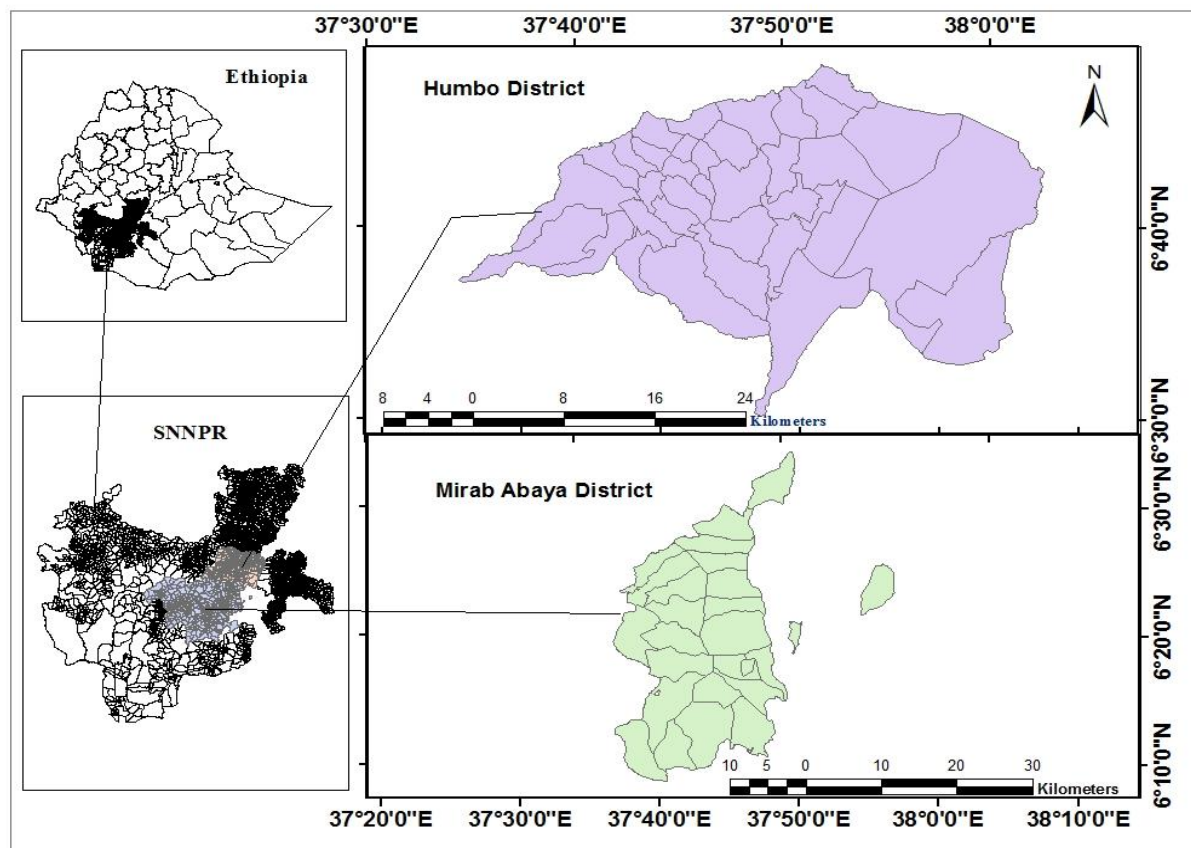 37°30'0"E 37°40'0"E 37°50'0"E 38°0'0"E
Ethiopia
Humbo District
N
6°40'0"N
8 4 0 8 16 24
Kilometers
6°30'0"N
SNNPR
Mirab Abaya District
6°30'0"N
6°20'0"N
10 5 0 10 20 30
Kilometers
6°10'0"N
37°20'0"E 37°30'0"E 37°40'0"E 37°50'0"E 38°0'0"E 38°10'0"E